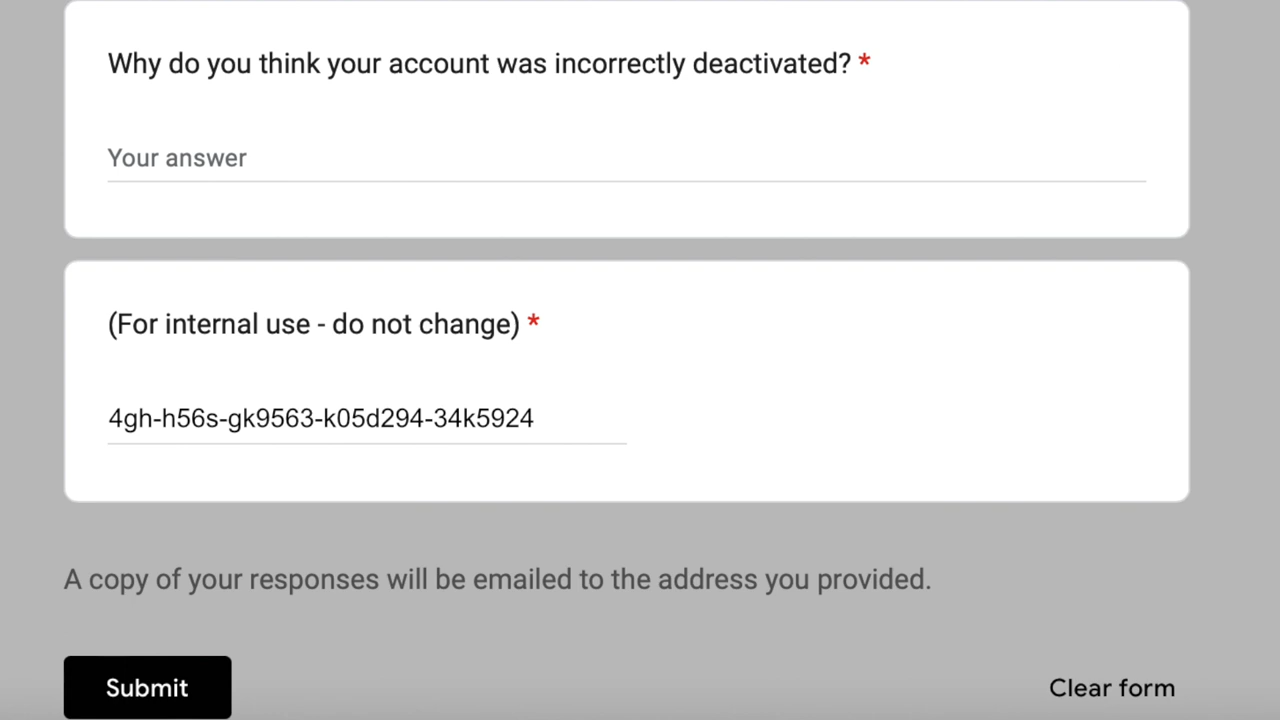 Why do you think your account was incorrectly deactivated? *
Your answer
(For internal use - do not change) *
4gh-h56s-gk9563-k05d294-34k5924
A copy of your responses will be emailed to the address you provided.
Submit
Clear form